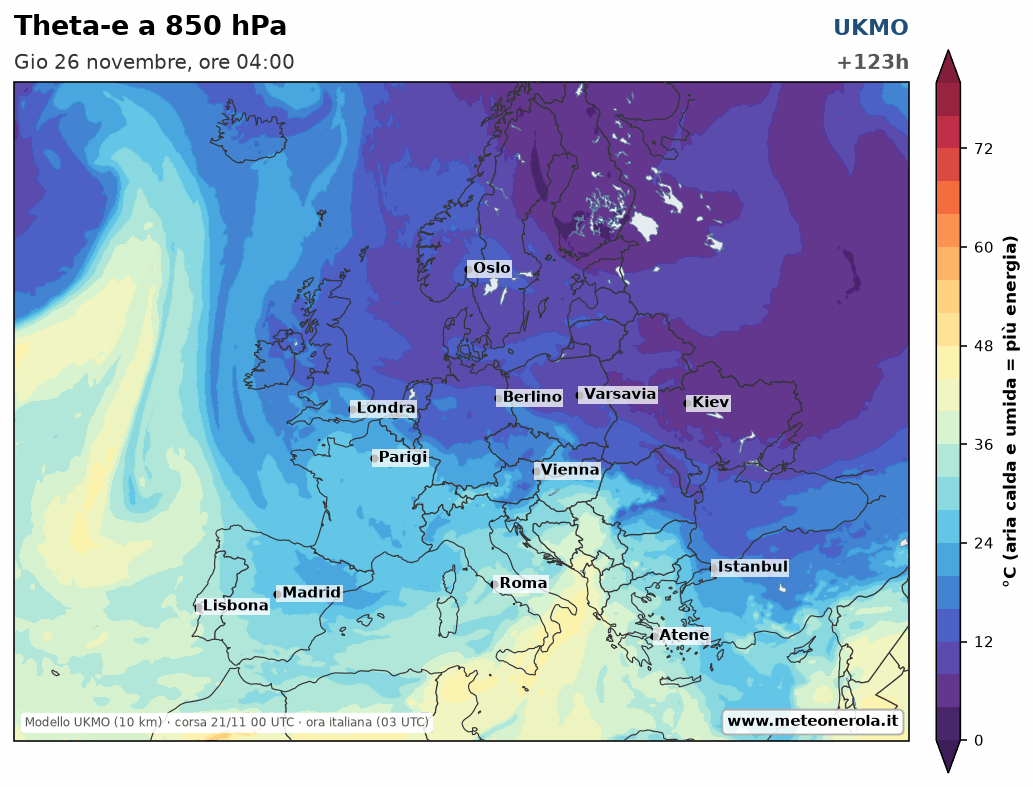 Theta-e a 850 hPa
UKMO
Gio 26 novembre, ore 04:00
+123h
72
60
48
36
24
12
0
°C (aria calda e umida = più energia)
Oslo
Londra
Berlino
Varsavia
Kiev
Parigi
Vienna
Istanbul
Madrid
Roma
Lisbona
Atene
Modello UKMO (10 km) · corsa 21/11 00 UTC · ora italiana (03 UTC)
www.meteonerola.it